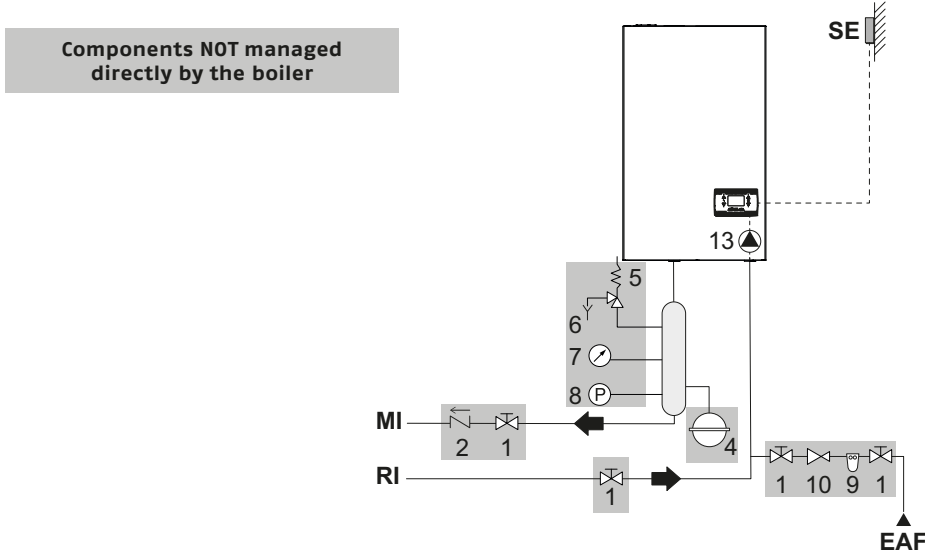 Components NOT managed
directly by the boiler
SE
13
5
6
7
8 P
MI
2 1
4
RI
1
1 10 9 1
EAF